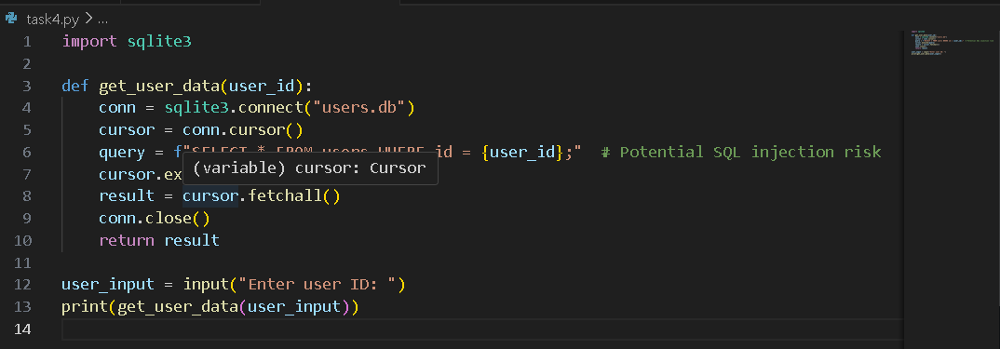 task4.py > ...
1 import sqlite3
2
3 def get_user_data(user_id):
4 conn = sqlite3.connect("users.db")
5 cursor = conn.cursor()
6 query = f"SELECT * FROM users WHERE id = {user_id};" # Potential SQL injection risk
(variable) cursor: Cursor
7 cursor.ex
8 result = cursor.fetchall()
9 conn.close()
10 return result
11
12 user_input = input("Enter user ID: ")
13 print(get_user_data(user_input))
14